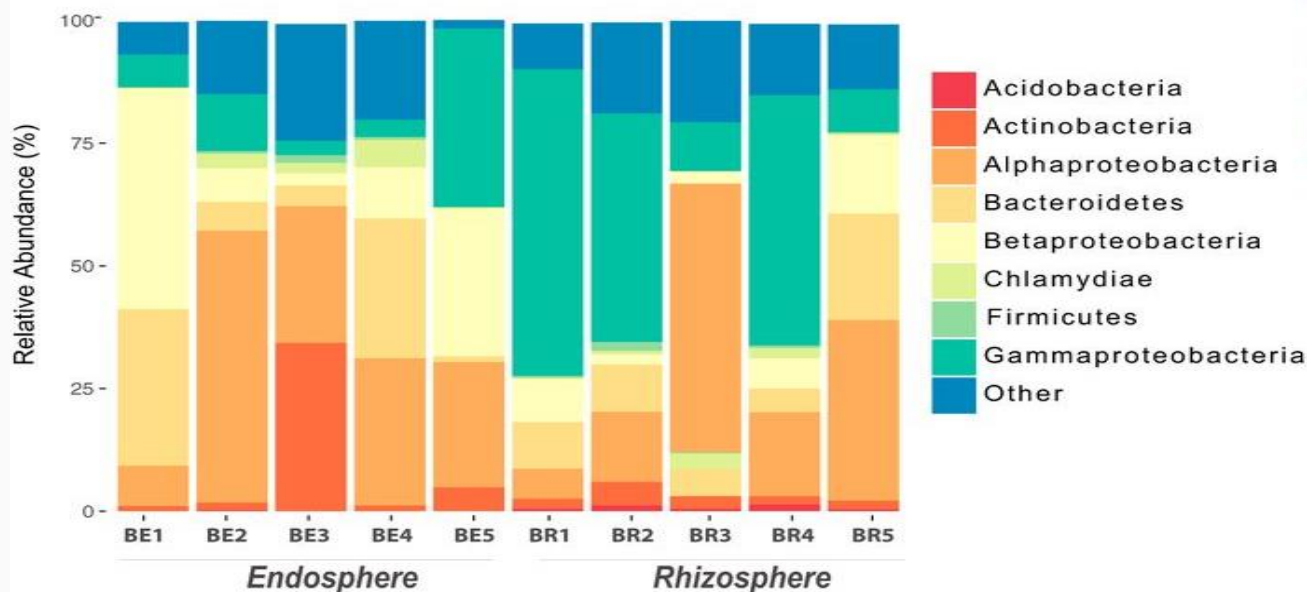 Relative Abundance (%)
100
75
50
25
0
BE1 BE2 BE3 BE4 BE5 BR1 BR2 BR3 BR4 BR5
Endosphere Rhizosphere
Acidobacteria
Actinobacteria
Alphaproteobacteria
Bacteroidetes
Betaproteobacteria
Chlamydiae
Firmicutes
Gammaproteobacteria
Other